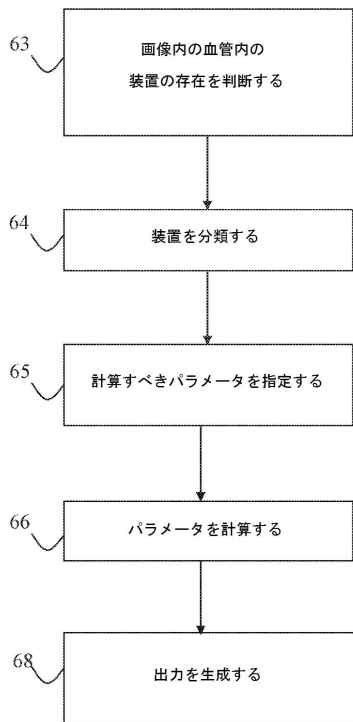 63
画像内の血管内の
装置の存在を判断する
64
装置を分類する
65
計算すべきパラメータを指定する
66
パラメータを計算する
68
出力を生成する